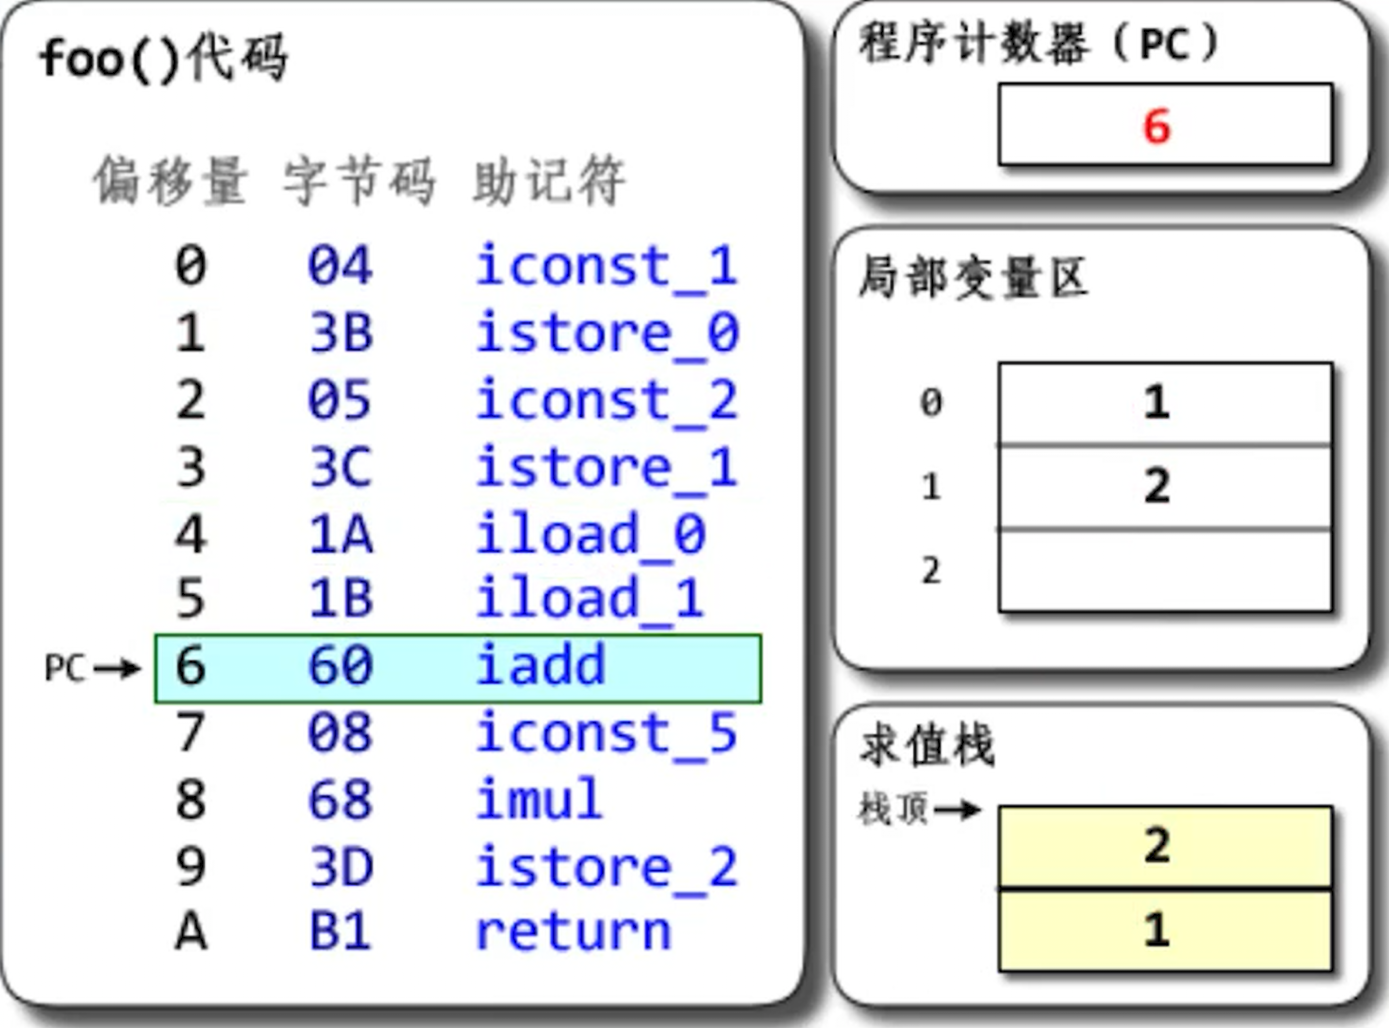 foo()代码
偏移量 字节码 助记符
0 04 iconst_1
1 3B istore_0
2 05 iconst_2
3 3C istore_1
4 1A iload_0
5 1B iload_1
PC 6 60 iadd
7 08 iconst_5
8 68 imul
9 3D istore_2
A B1 return
程序计数器（PC）
6
局部变量区
0 1
1 2
2
求值栈
栈顶
2
1